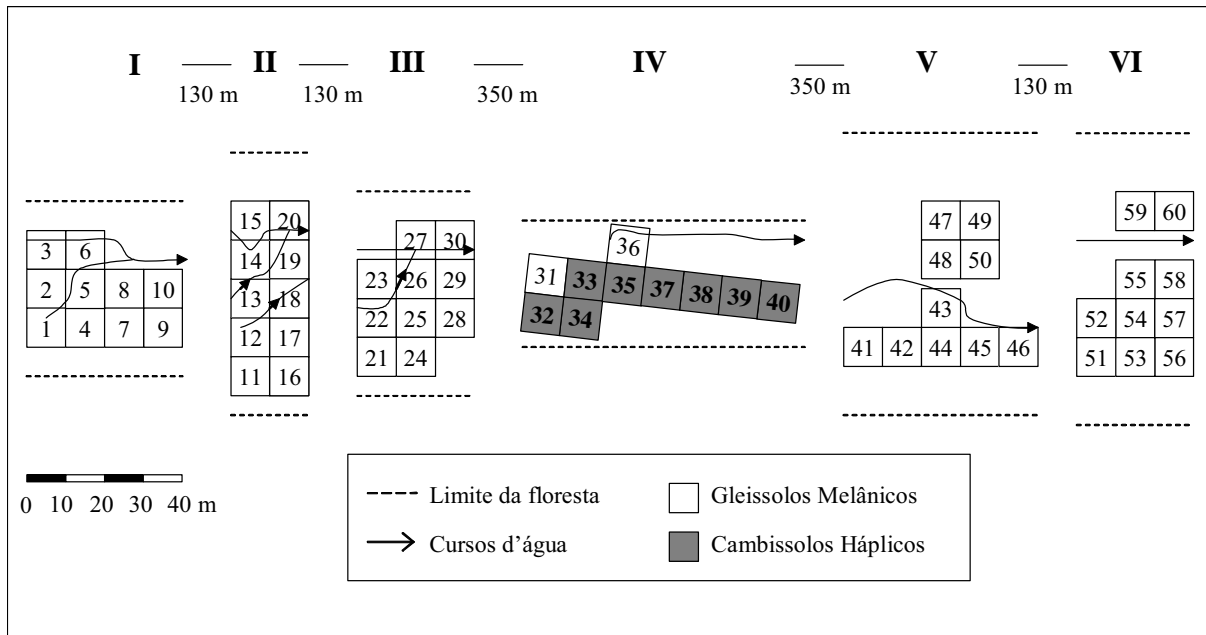 I II III IV V VI
130 m 130 m 350 m 350 m 130 m
15 20 47 49 59 60
3 6 14 19 27 30 36 48 50
2 5 8 10 13 18 23 26 29 31 33 35 37 38 39 40 43 55 58
1 4 7 9 12 17 22 25 28 32 34 41 42 44 45 46 52 54 57
11 16 21 24 51 53 56
0 10 20 30 40 m
Limite da floresta Gleissolos Melânicos
Cursos d’água Cambissolos Háplicos